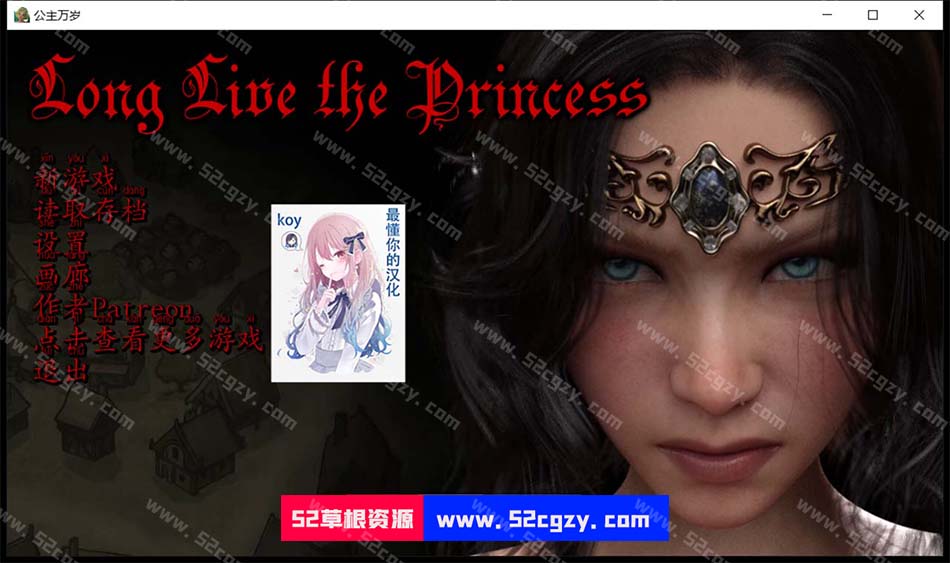 公主万岁
Long Live the Princess
新游戏
读取存档
设置
画廊
作者Patreon
点击查看更多游戏
退出
koy
最懂你的汉化
52草根资源 www.52cgzy.com